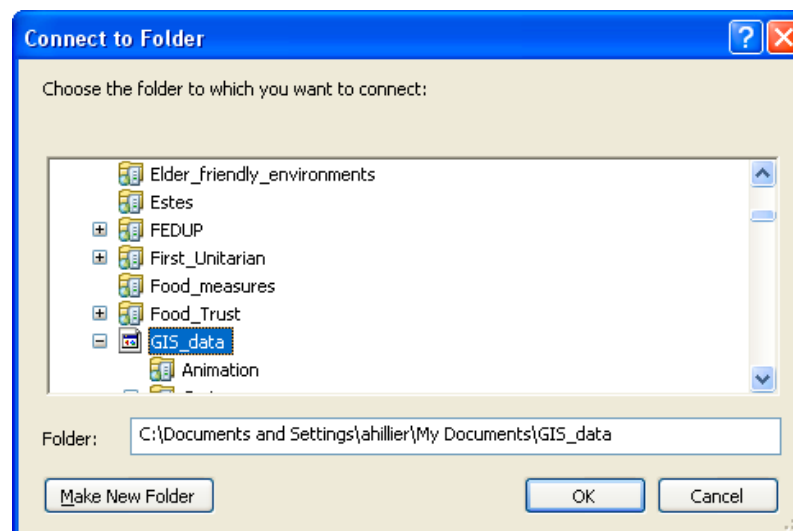 Connect to Folder
Choose the folder to which you want to connect:
Elder_friendly_environments
Estes
FEDUP
First_Unitarian
Food_measures
Food_Trust
GIS_data
Animation
Folder: C:\Documents and Settings\ahillier\My Documents\GIS_data
Make New Folder OK Cancel